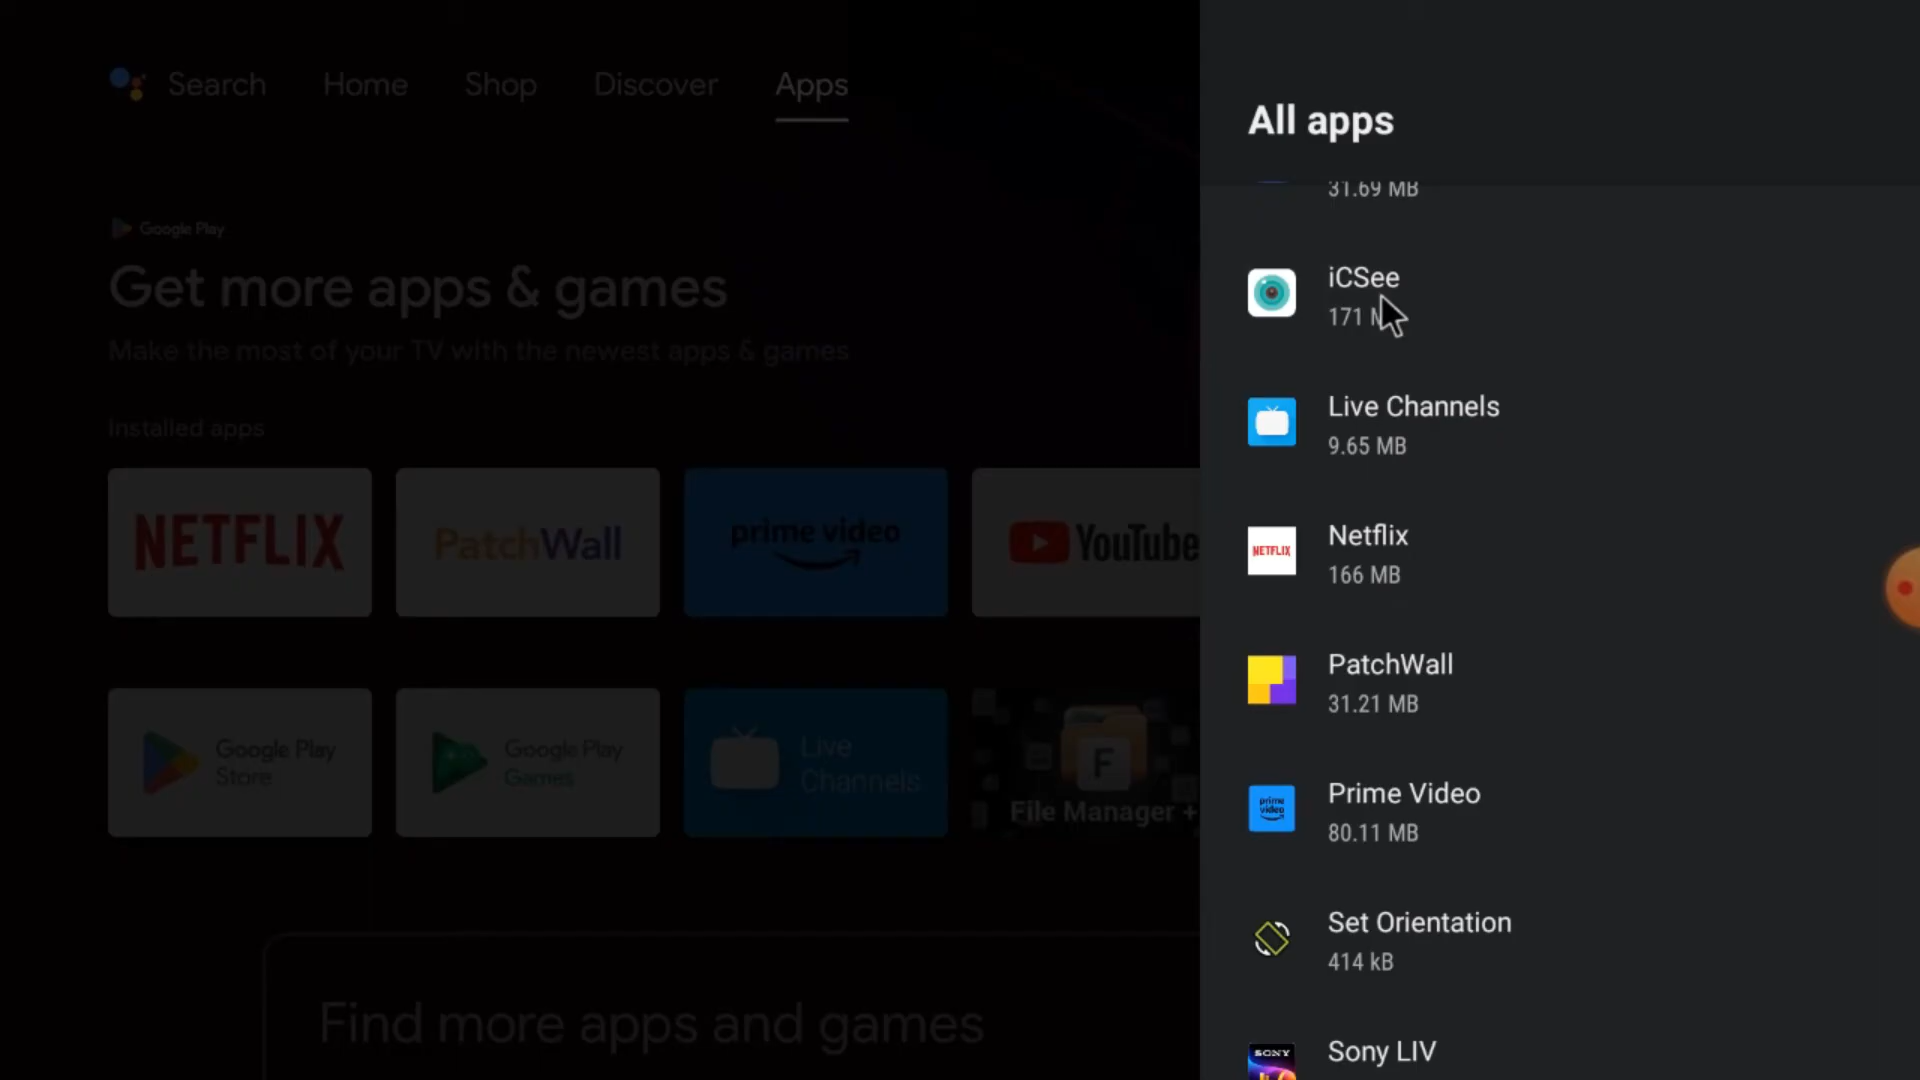 Search Home Shop Discover Apps
Google Play
Get more apps & games
Make the most of your TV with the newest apps & games
Installed apps
NETFLIX
PatchWall
prime video
YouTube
Google Play
Store
Google Play
Games
Live
Channels
F
File Manager +
Find more apps and games
All apps
31.69 MB
iCSee
171 M
Live Channels
9.65 MB
NETFLIX
Netflix
166 MB
PatchWall
31.21 MB
prime
video
Prime Video
80.11 MB
Set Orientation
414 kB
SONY
Sony LIV